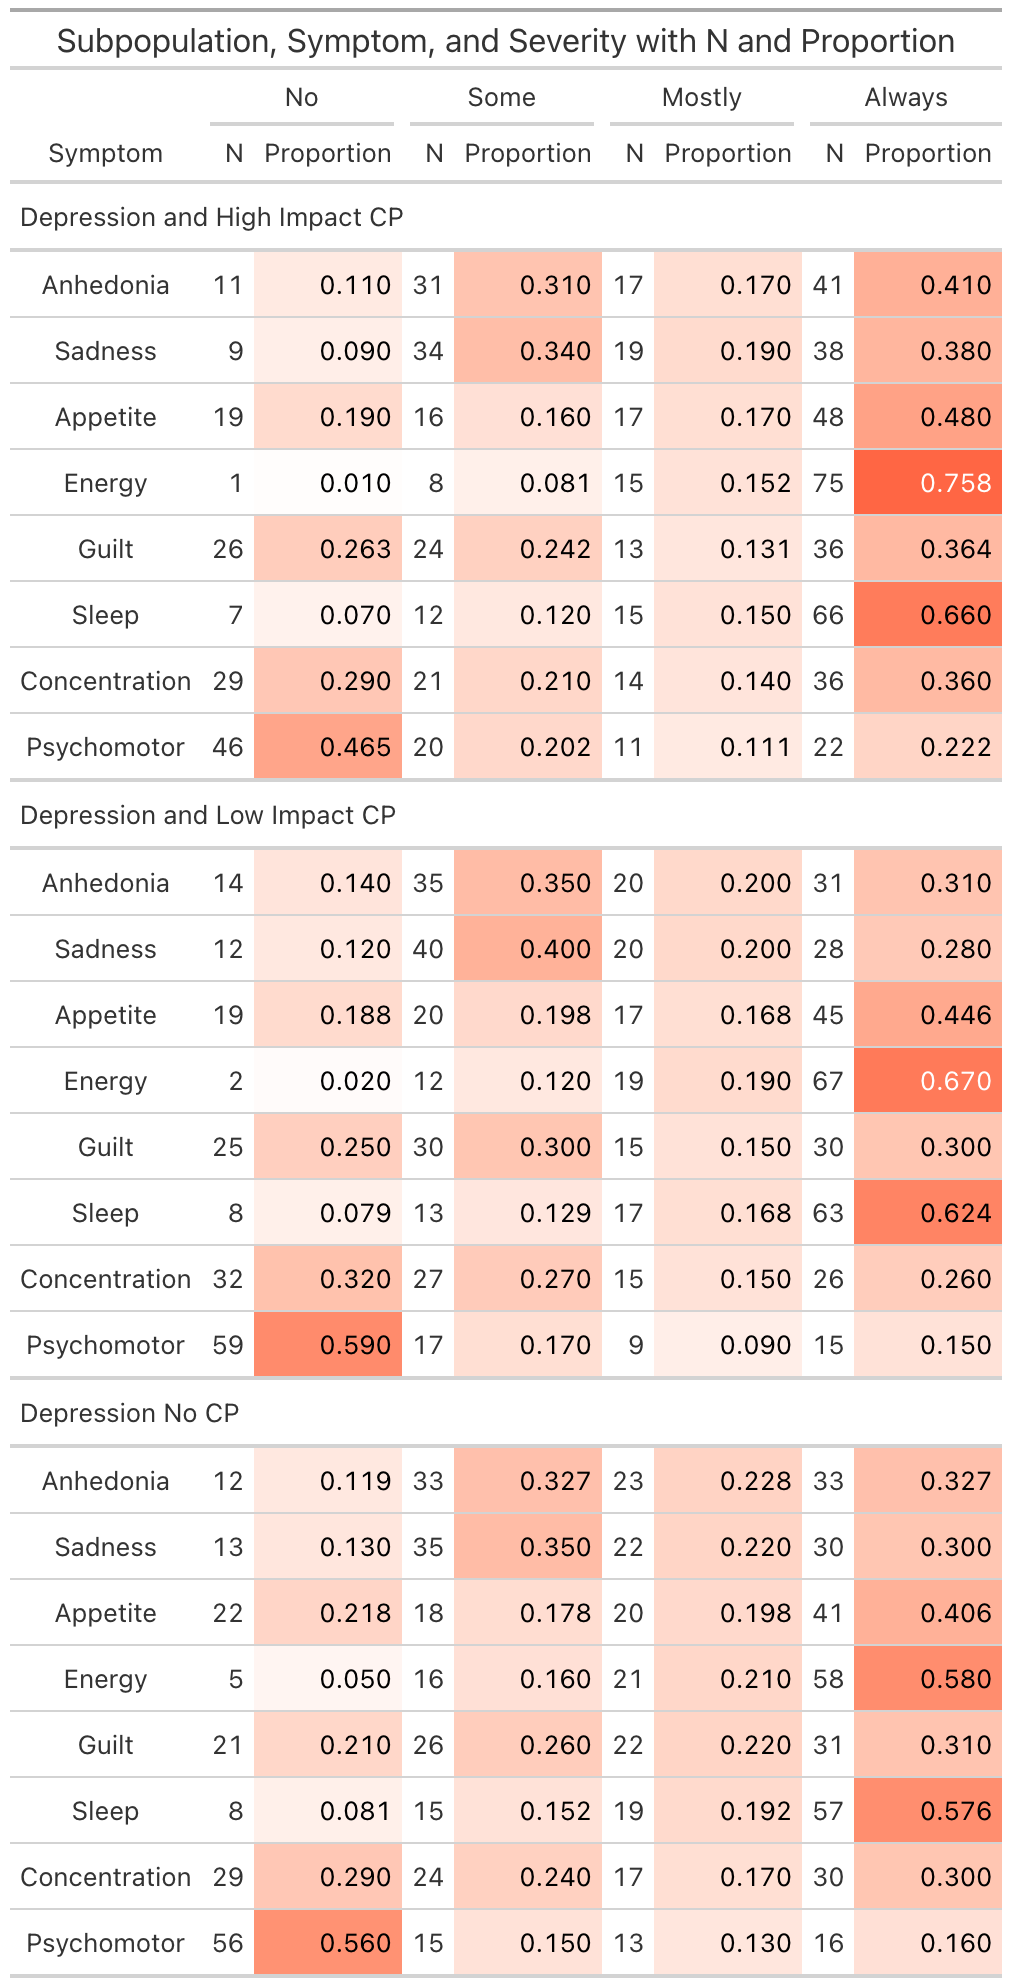 Subpopulation, Symptom, and Severity with N and Proportion
No Some Mostly Always
Symptom N Proportion N Proportion N Proportion N Proportion
Depression and High Impact CP
Anhedonia 11 0.110 31 0.310 17 0.170 41 0.410
Sadness 9 0.090 34 0.340 19 0.190 38 0.380
Appetite 19 0.190 16 0.160 17 0.170 48 0.480
Energy 1 0.010 8 0.081 15 0.152 75 0.758
Guilt 26 0.263 24 0.242 13 0.131 36 0.364
Sleep 7 0.070 12 0.120 15 0.150 66 0.660
Concentration 29 0.290 21 0.210 14 0.140 36 0.360
Psychomotor 46 0.465 20 0.202 11 0.111 22 0.222
Depression and Low Impact CP
Anhedonia 14 0.140 35 0.350 20 0.200 31 0.310
Sadness 12 0.120 40 0.400 20 0.200 28 0.280
Appetite 19 0.188 20 0.198 17 0.168 45 0.446
Energy 2 0.020 12 0.120 19 0.190 67 0.670
Guilt 25 0.250 30 0.300 15 0.150 30 0.300
Sleep 8 0.079 13 0.129 17 0.168 63 0.624
Concentration 32 0.320 27 0.270 15 0.150 26 0.260
Psychomotor 59 0.590 17 0.170 9 0.090 15 0.150
Depression No CP
Anhedonia 12 0.119 33 0.327 23 0.228 33 0.327
Sadness 13 0.130 35 0.350 22 0.220 30 0.300
Appetite 22 0.218 18 0.178 20 0.198 41 0.406
Energy 5 0.050 16 0.160 21 0.210 58 0.580
Guilt 21 0.210 26 0.260 22 0.220 31 0.310
Sleep 8 0.081 15 0.152 19 0.192 57 0.576
Concentration 29 0.290 24 0.240 17 0.170 30 0.300
Psychomotor 56 0.560 15 0.150 13 0.130 16 0.160